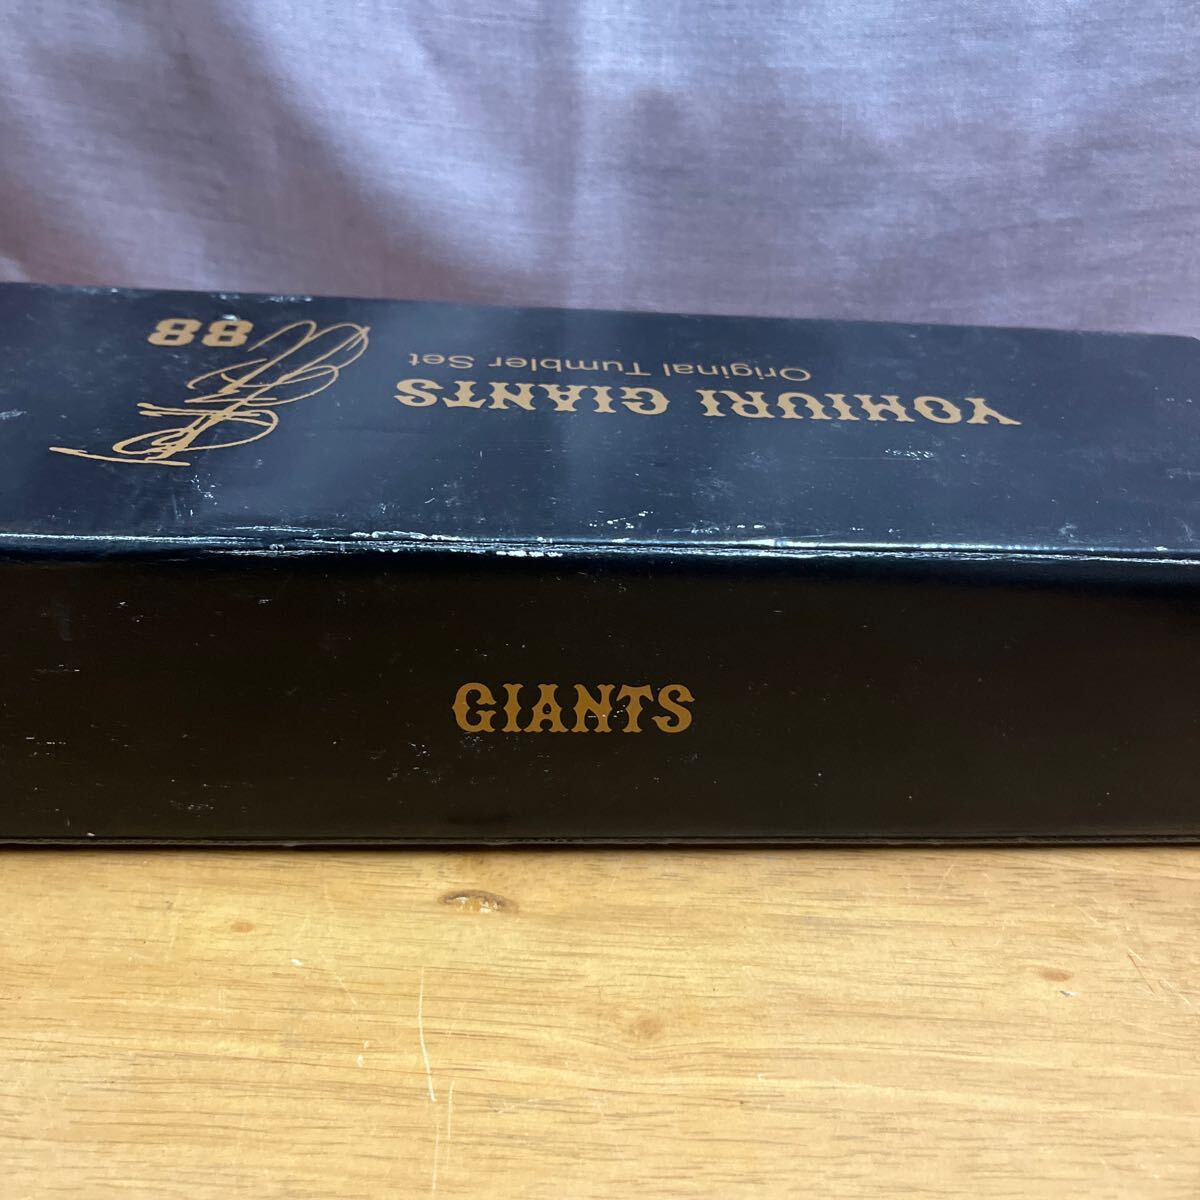 YOMIURI GIANTS
Original Tumbler Set
88
GIANTS